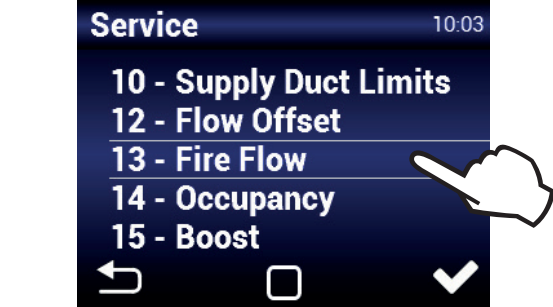 Service 10:03
10 - Supply Duct Limits
12 - Flow Offset
13 - Fire Flow
14 - Occupancy
15 - Boost